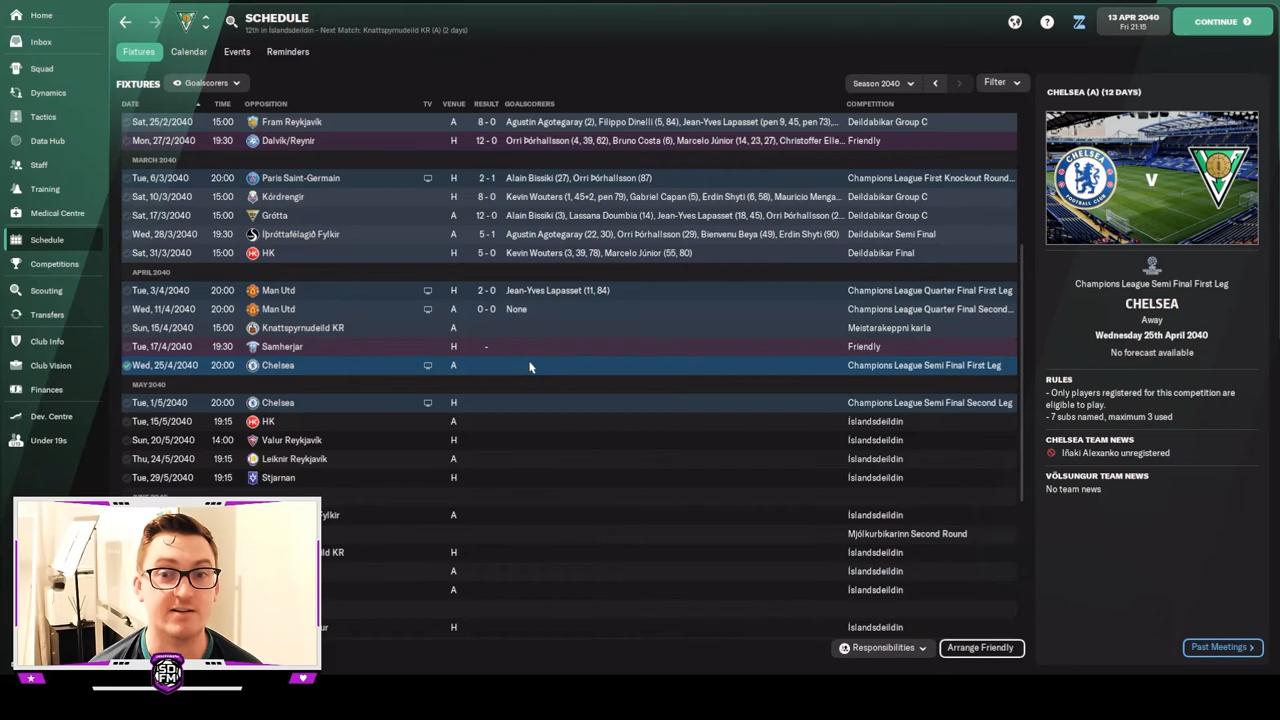 Home
Inbox
Squad
Dynamics
Tactics
Data Hub
Staff
Training
Medical Centre
Schedule
Competitions
Scouting
Transfers
Club Info
Club Vision
Finances
Dev. Centre
Under 19s
SCHEDULE
12th in Íslandsdeildin - Next Match: Knattspyrnudeild KR (A) (2 days)
13 APR 2040
Fri 21:15
CONTINUE
Fixtures Calendar Events Reminders
FIXTURES Goalscorers Season 2040 Filter
DATE TIME OPPOSITION TV VENUE RESULT GOALSCORERS COMPETITION
Sat, 25/2/2040 15:00 Fram Reykjavík A 8 - 0 Agustin Agotegaray (2), Filippo Dinelli (5, 84), Jean-Yves Lapasset (pen 9, 45, pen 73),... Deildabikar Group C
Mon, 27/2/2040 19:30 Dalvík/Reynir H 12 - 0 Orri Þórhallsson (4, 39, 62), Bruno Costa (6), Marcelo Júnior (14, 23, 27), Christoffer Elle... Friendly
MARCH 2040
Tue, 6/3/2040 20:00 Paris Saint-Germain H 2 - 1 Alain Bissiki (27), Orri Þórhallsson (87) Champions League First Knockout Round...
Sat, 10/3/2040 15:00 Kórdrengir H 8 - 0 Kevin Wouters (1, 45+2, pen 79), Gabriel Capen (5), Erdin Shyti (6, 58), Mauricio Menga... Deildabikar Group C
Sat, 17/3/2040 15:00 Grótta A 12 - 0 Alain Bissiki (3), Lassana Doumbia (14), Jean-Yves Lapasset (18, 45), Orri Þórhallsson (2... Deildabikar Group C
Wed, 28/3/2040 19:30 Íþróttafélagið Fylkir A 5 - 1 Agustin Agotegaray (22, 30), Orri Þórhallsson (29), Bienvenu Beya (49), Erdin Shyti (90) Deildabikar Semi Final
Sat, 31/3/2040 15:00 HK H 5 - 0 Kevin Wouters (3, 39, 78), Marcelo Júnior (55, 80) Deildabikar Final
APRIL 2040
Tue, 3/4/2040 20:00 Man Utd H 2 - 0 Jean-Yves Lapasset (11, 84) Champions League Quarter Final First Leg
Wed, 11/4/2040 20:00 Man Utd A 0 - 0 None Champions League Quarter Final Second...
Sun, 15/4/2040 15:00 Knattspyrnudeild KR A Meistarakeppni karla
Tue, 17/4/2040 19:30 Samherjar H - Friendly
Wed, 25/4/2040 20:00 Chelsea A Champions League Semi Final First Leg
MAY 2040
Tue, 1/5/2040 20:00 Chelsea H Champions League Semi Final Second Leg
Tue, 15/5/2040 19:15 HK A Íslandsdeildin
Sun, 20/5/2040 14:00 Valur Reykjavík H Íslandsdeildin
Thu, 24/5/2040 19:15 Leiknir Reykjavík A Íslandsdeildin
Tue, 29/5/2040 19:15 Stjarnan H Íslandsdeildin
Fylkir A Íslandsdeildin
Mjólkurbikarinn Second Round
ld KR H Íslandsdeildin
A Íslandsdeildin
A Íslandsdeildin
ur H Íslandsdeildin
Responsibilities Arrange Friendly
CHELSEA (A) (12 DAYS)
CHELSEA
FOOTBALL CLUB
V
Champions League Semi Final First Leg
CHELSEA
Away
Wednesday 25th April 2040
No forecast available
RULES
- Only players registered for this competition are
eligible to play.
- 7 subs named, maximum 3 used
CHELSEA TEAM NEWS
Iñaki Alexanko unregistered
VÖLSUNGUR TEAM NEWS
No team news
Past Meetings >
SDFM